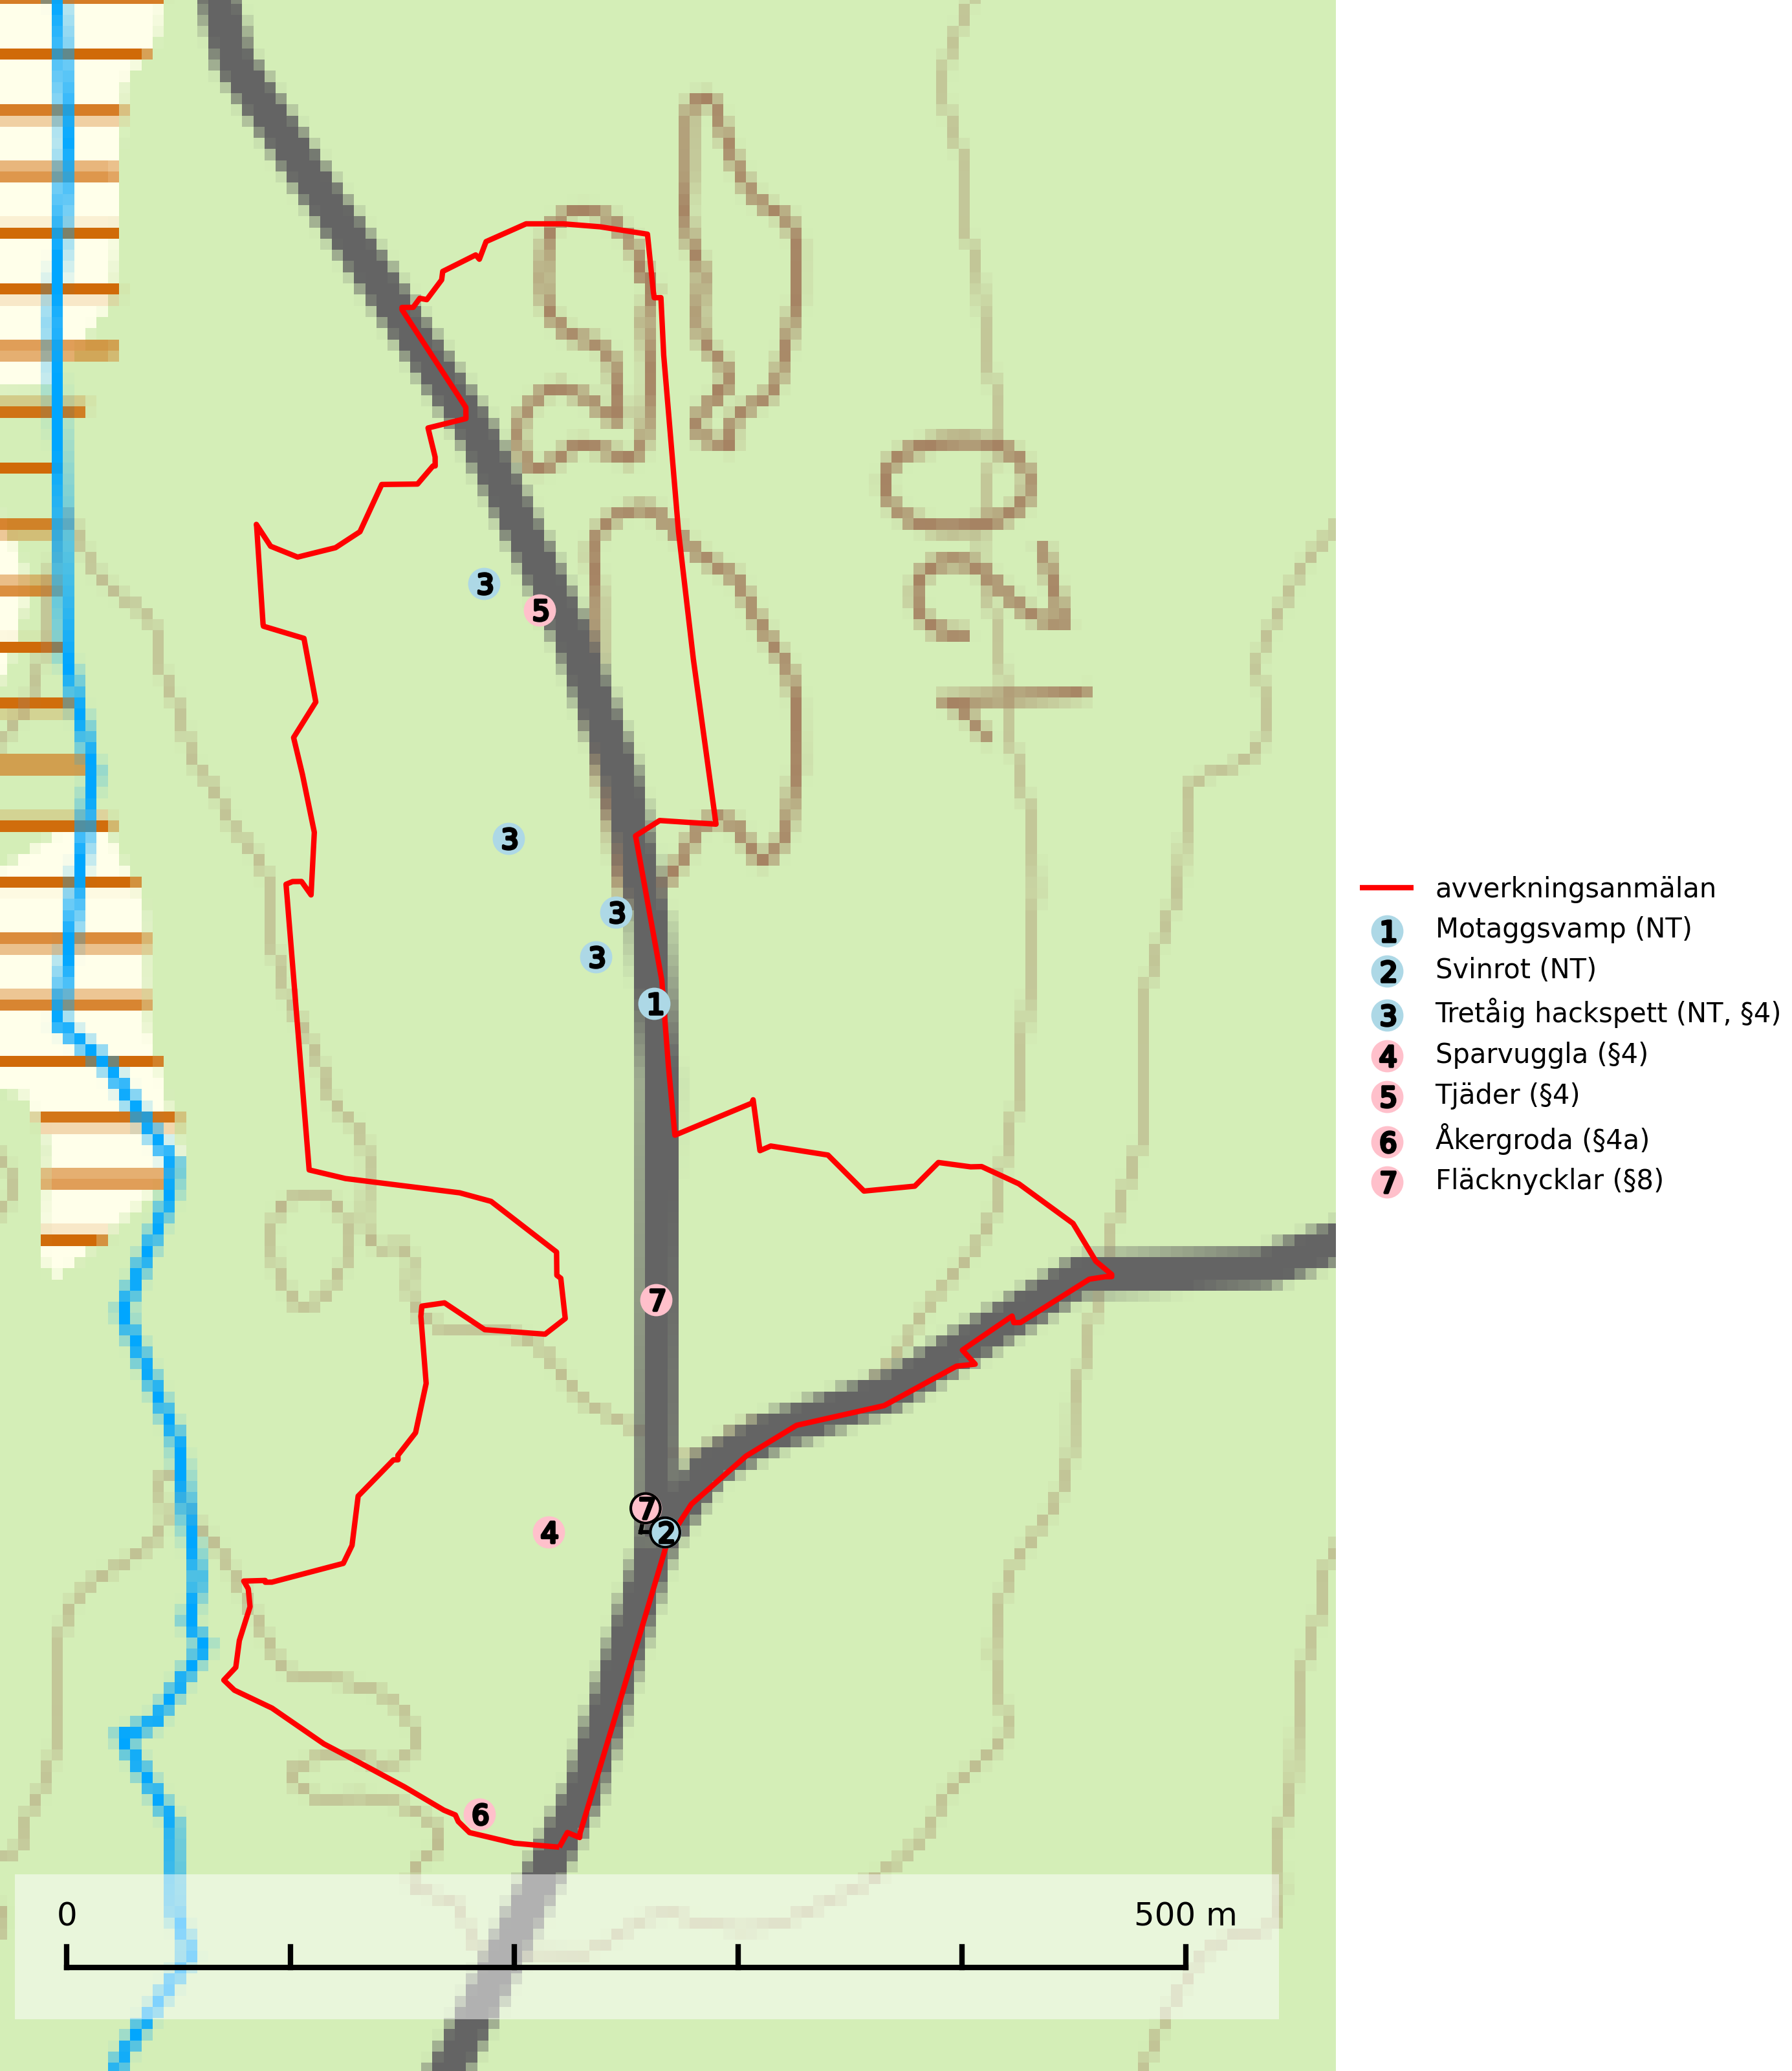 120
3
5
3
3
3
1
7
7
2
4
6
0
500 m
avverkningsanmälan
1 Motaggsvamp (NT)
2 Svinrot (NT)
3 Tretåig hackspett (NT, §4)
4 Sparvuggla (§4)
5 Tjäder (§4)
6 Åkergroda (§4a)
7 Fläcknycklar (§8)